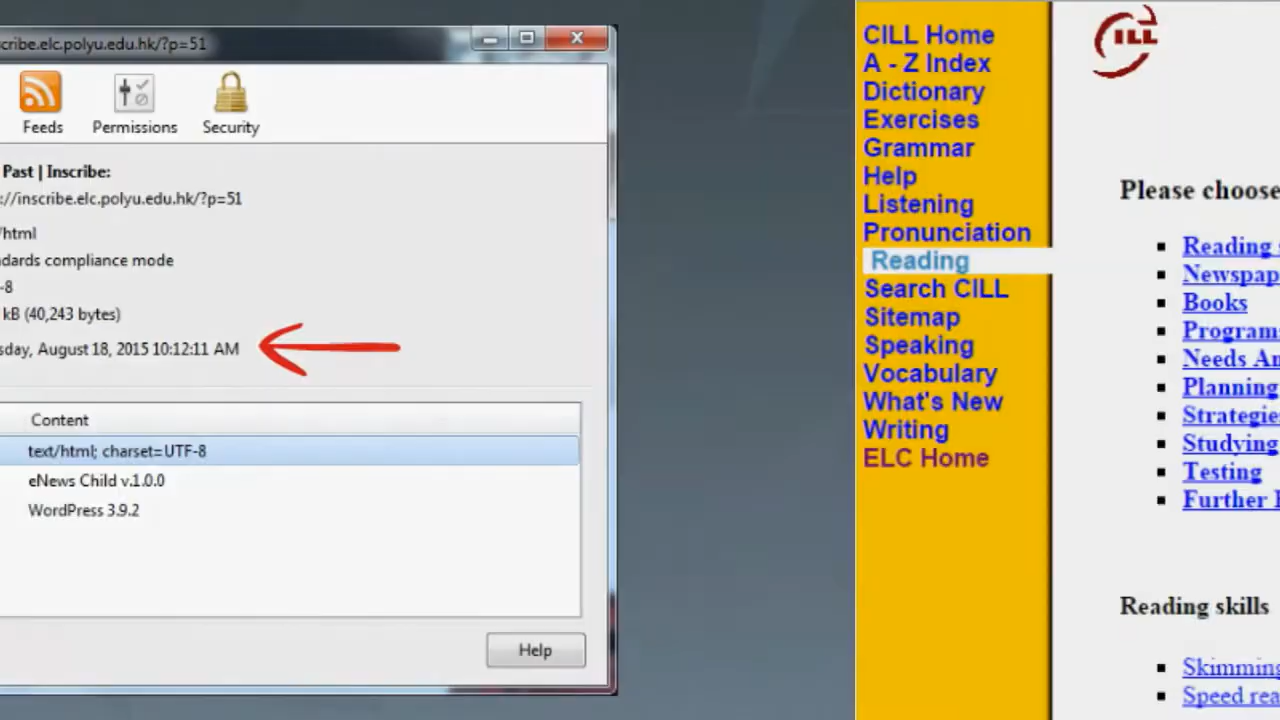 cribe.elc.polyu.edu.hk/?p=51
Feeds
Permissions
Security
Past | Inscribe:
://inscribe.elc.polyu.edu.hk/?p=51
/html
ndards compliance mode
-8
kB (40,243 bytes)
sday, August 18, 2015 10:12:11 AM
Content
text/html; charset=UTF-8
eNews Child v.1.0.0
WordPress 3.9.2
Help
CILL Home
A - Z Index
Dictionary
Exercises
Grammar
Help
Listening
Pronunciation
Reading
Search CILL
Sitemap
Speaking
Vocabulary
What's New
Writing
ELC Home
ILL
Please choose
Reading s
Newspap
Books
Programs
Needs An
Planning
Strategie
Studying
Testing
Further R
Reading skills
Skimming
Speed rea